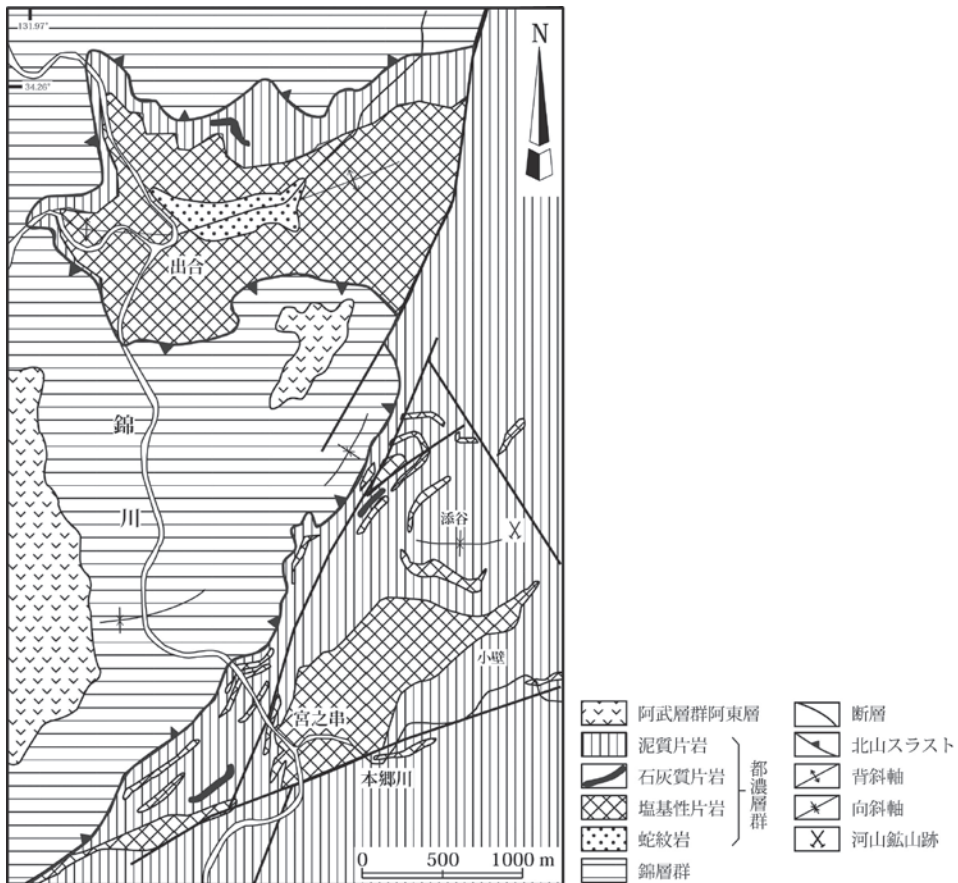 131.97°
34.26°
N
出合
錦
川
添谷
小壁
宮之串
本郷川
0 500 1000 m
阿武層群阿東層
泥質片岩
石灰質片岩
塩基性片岩
蛇紋岩
錦層群
都濃層群
断層
北山スラスト
背斜軸
向斜軸
河山鉱山跡